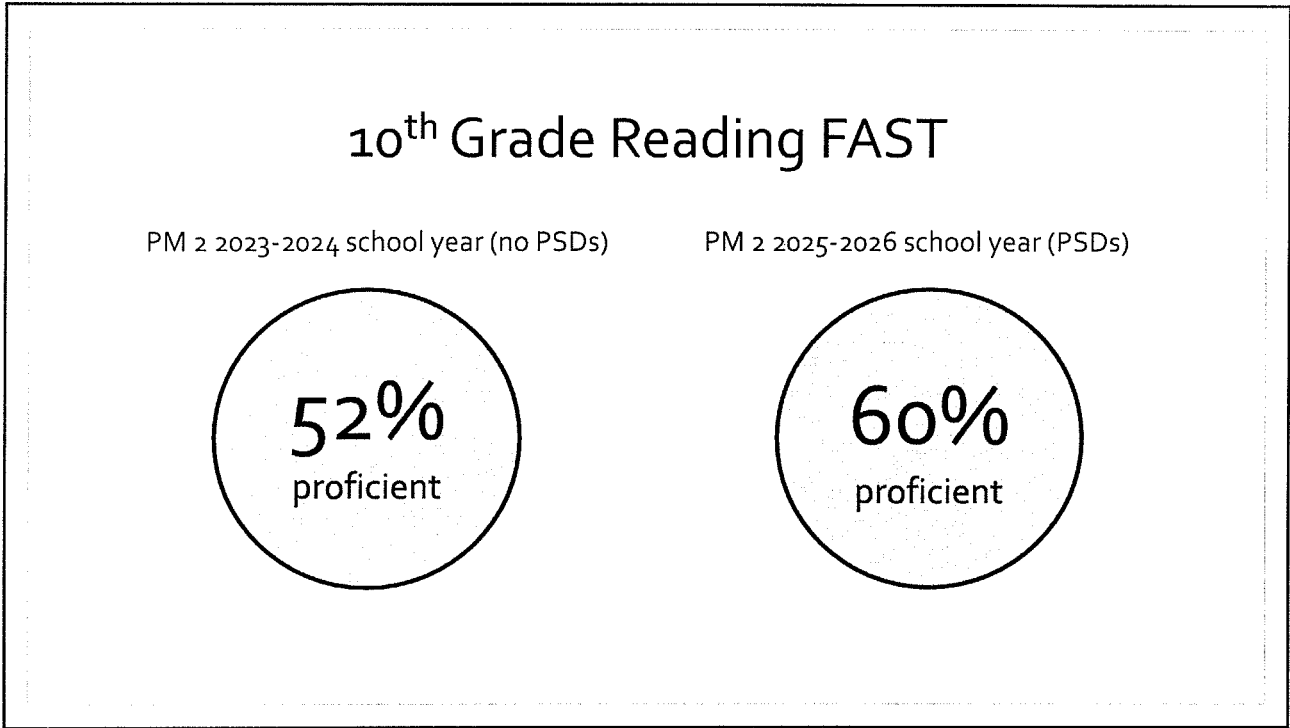 10th Grade Reading FAST
PM 2 2023-2024 school year (no PSDs)
PM 2 2025-2026 school year (PSDs)
52%
proficient
60%
proficient